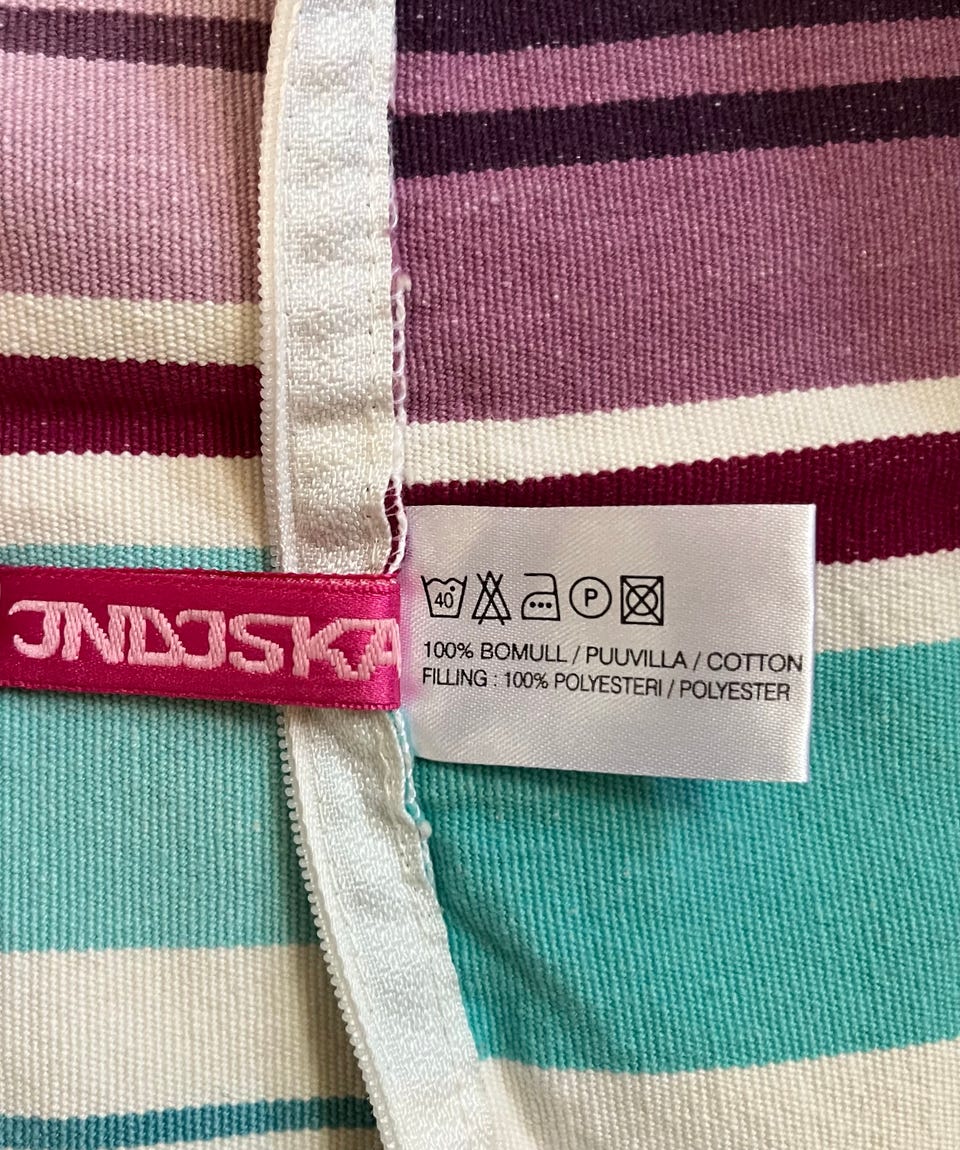 INDISKA
40 P
100% BOMULL / PUUVILLA / COTTON
FILLING : 100% POLYESTERI / POLYESTER